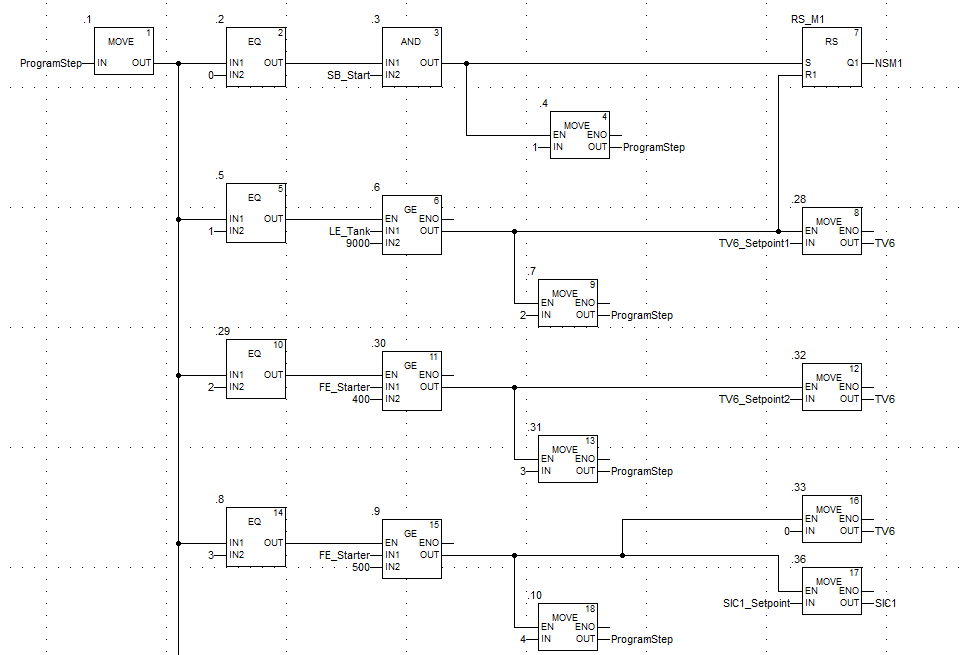 .1
MOVE 1
ProgramStep IN OUT
.2
EQ 2
IN1 OUT
0 IN2
.3
AND 3
IN1 OUT
SB_Start IN2
RS_M1
RS 7
S Q1 NSM1
R1
.4
MOVE 4
EN ENO
1 IN OUT ProgramStep
.5
EQ 5
IN1 OUT
1 IN2
.6
GE 6
EN ENO
LE_Tank IN1 OUT
9000 IN2
.28
MOVE 8
EN ENO
TV6_Setpoint1 IN OUT TV6
.7
MOVE 9
EN ENO
2 IN OUT ProgramStep
.29
EQ 10
IN1 OUT
2 IN2
.30
GE 11
EN ENO
FE_Starter IN1 OUT
400 IN2
.32
MOVE 12
EN ENO
TV6_Setpoint2 IN OUT TV6
.31
MOVE 13
EN ENO
3 IN OUT ProgramStep
.8
EQ 14
IN1 OUT
3 IN2
.9
GE 15
EN ENO
FE_Starter IN1 OUT
500 IN2
.33
MOVE 16
EN ENO
0 IN OUT TV6
.36
MOVE 17
EN ENO
SIC1_Setpoint IN OUT SIC1
.10
MOVE 18
EN ENO
4 IN OUT ProgramStep